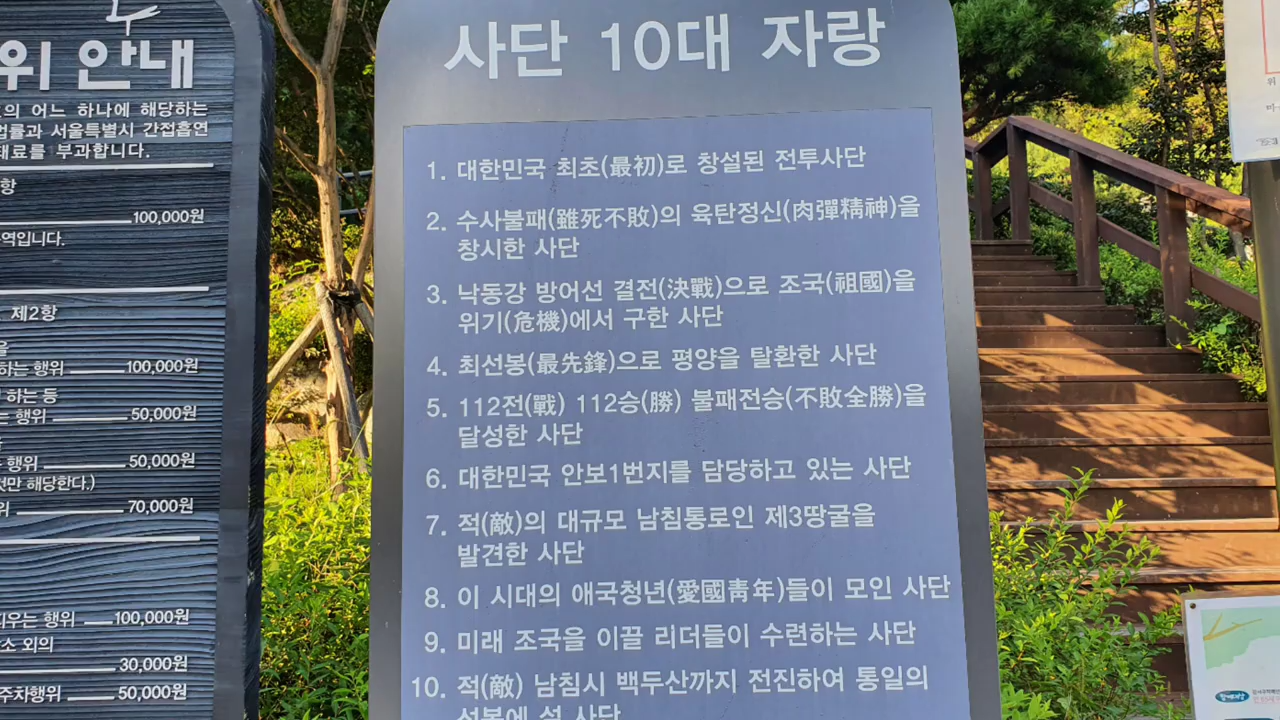 위 안내
의 어느 하나에 해당하는
법률과 서울특별시 간접흡연
태료를 부과합니다.
항
100,000원
역입니다.
제2항
을
하는 행위 100,000원
하는 등
는 행위 50,000원
행위 50,000원
것만 해당한다.)
위 70,000원
피우는 행위 100,000원
소 외의
30,000원
주차행위 50,000원
사단 10대 자랑
1. 대한민국 최초(最初)로 창설된 전투사단
2. 수사불패(雖死不敗)의 육탄정신(肉彈精神)을
창시한 사단
3. 낙동강 방어선 결전(決戰)으로 조국(祖國)을
위기(危機)에서 구한 사단
4. 최선봉(最先鋒)으로 평양을 탈환한 사단
5. 112전(戰) 112승(勝) 불패전승(不敗全勝)을
달성한 사단
6. 대한민국 안보1번지를 담당하고 있는 사단
7. 적(敵)의 대규모 남침통로인 제3땅굴을
발견한 사단
8. 이 시대의 애국청년(愛國靑年)들이 모인 사단
9. 미래 조국을 이끌 리더들이 수련하는 사단
10. 적(敵) 남침시 백두산까지 전진하여 통일의
선봉에 설 사단